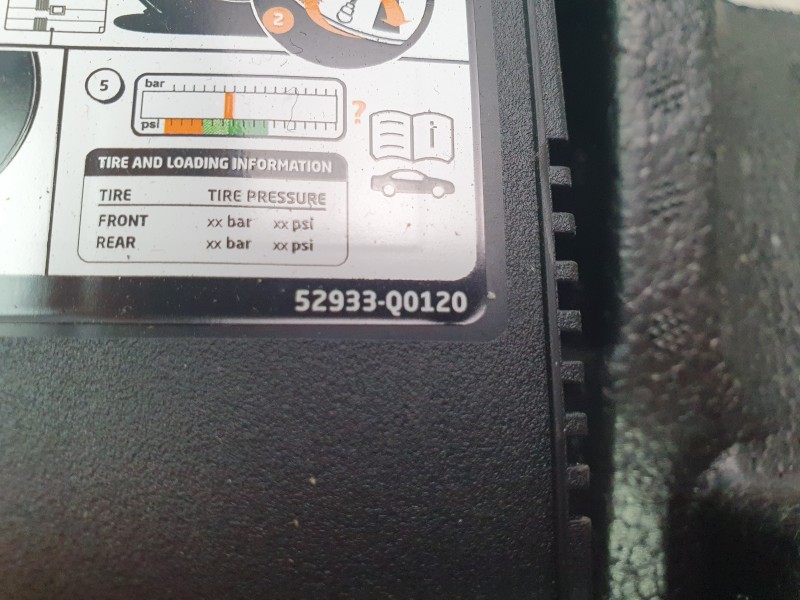 2
5
bar
psi
?
i
TIRE AND LOADING INFORMATION
TIRE TIRE PRESSURE
FRONT xx bar xx psi
REAR xx bar xx psi
52933-Q0120